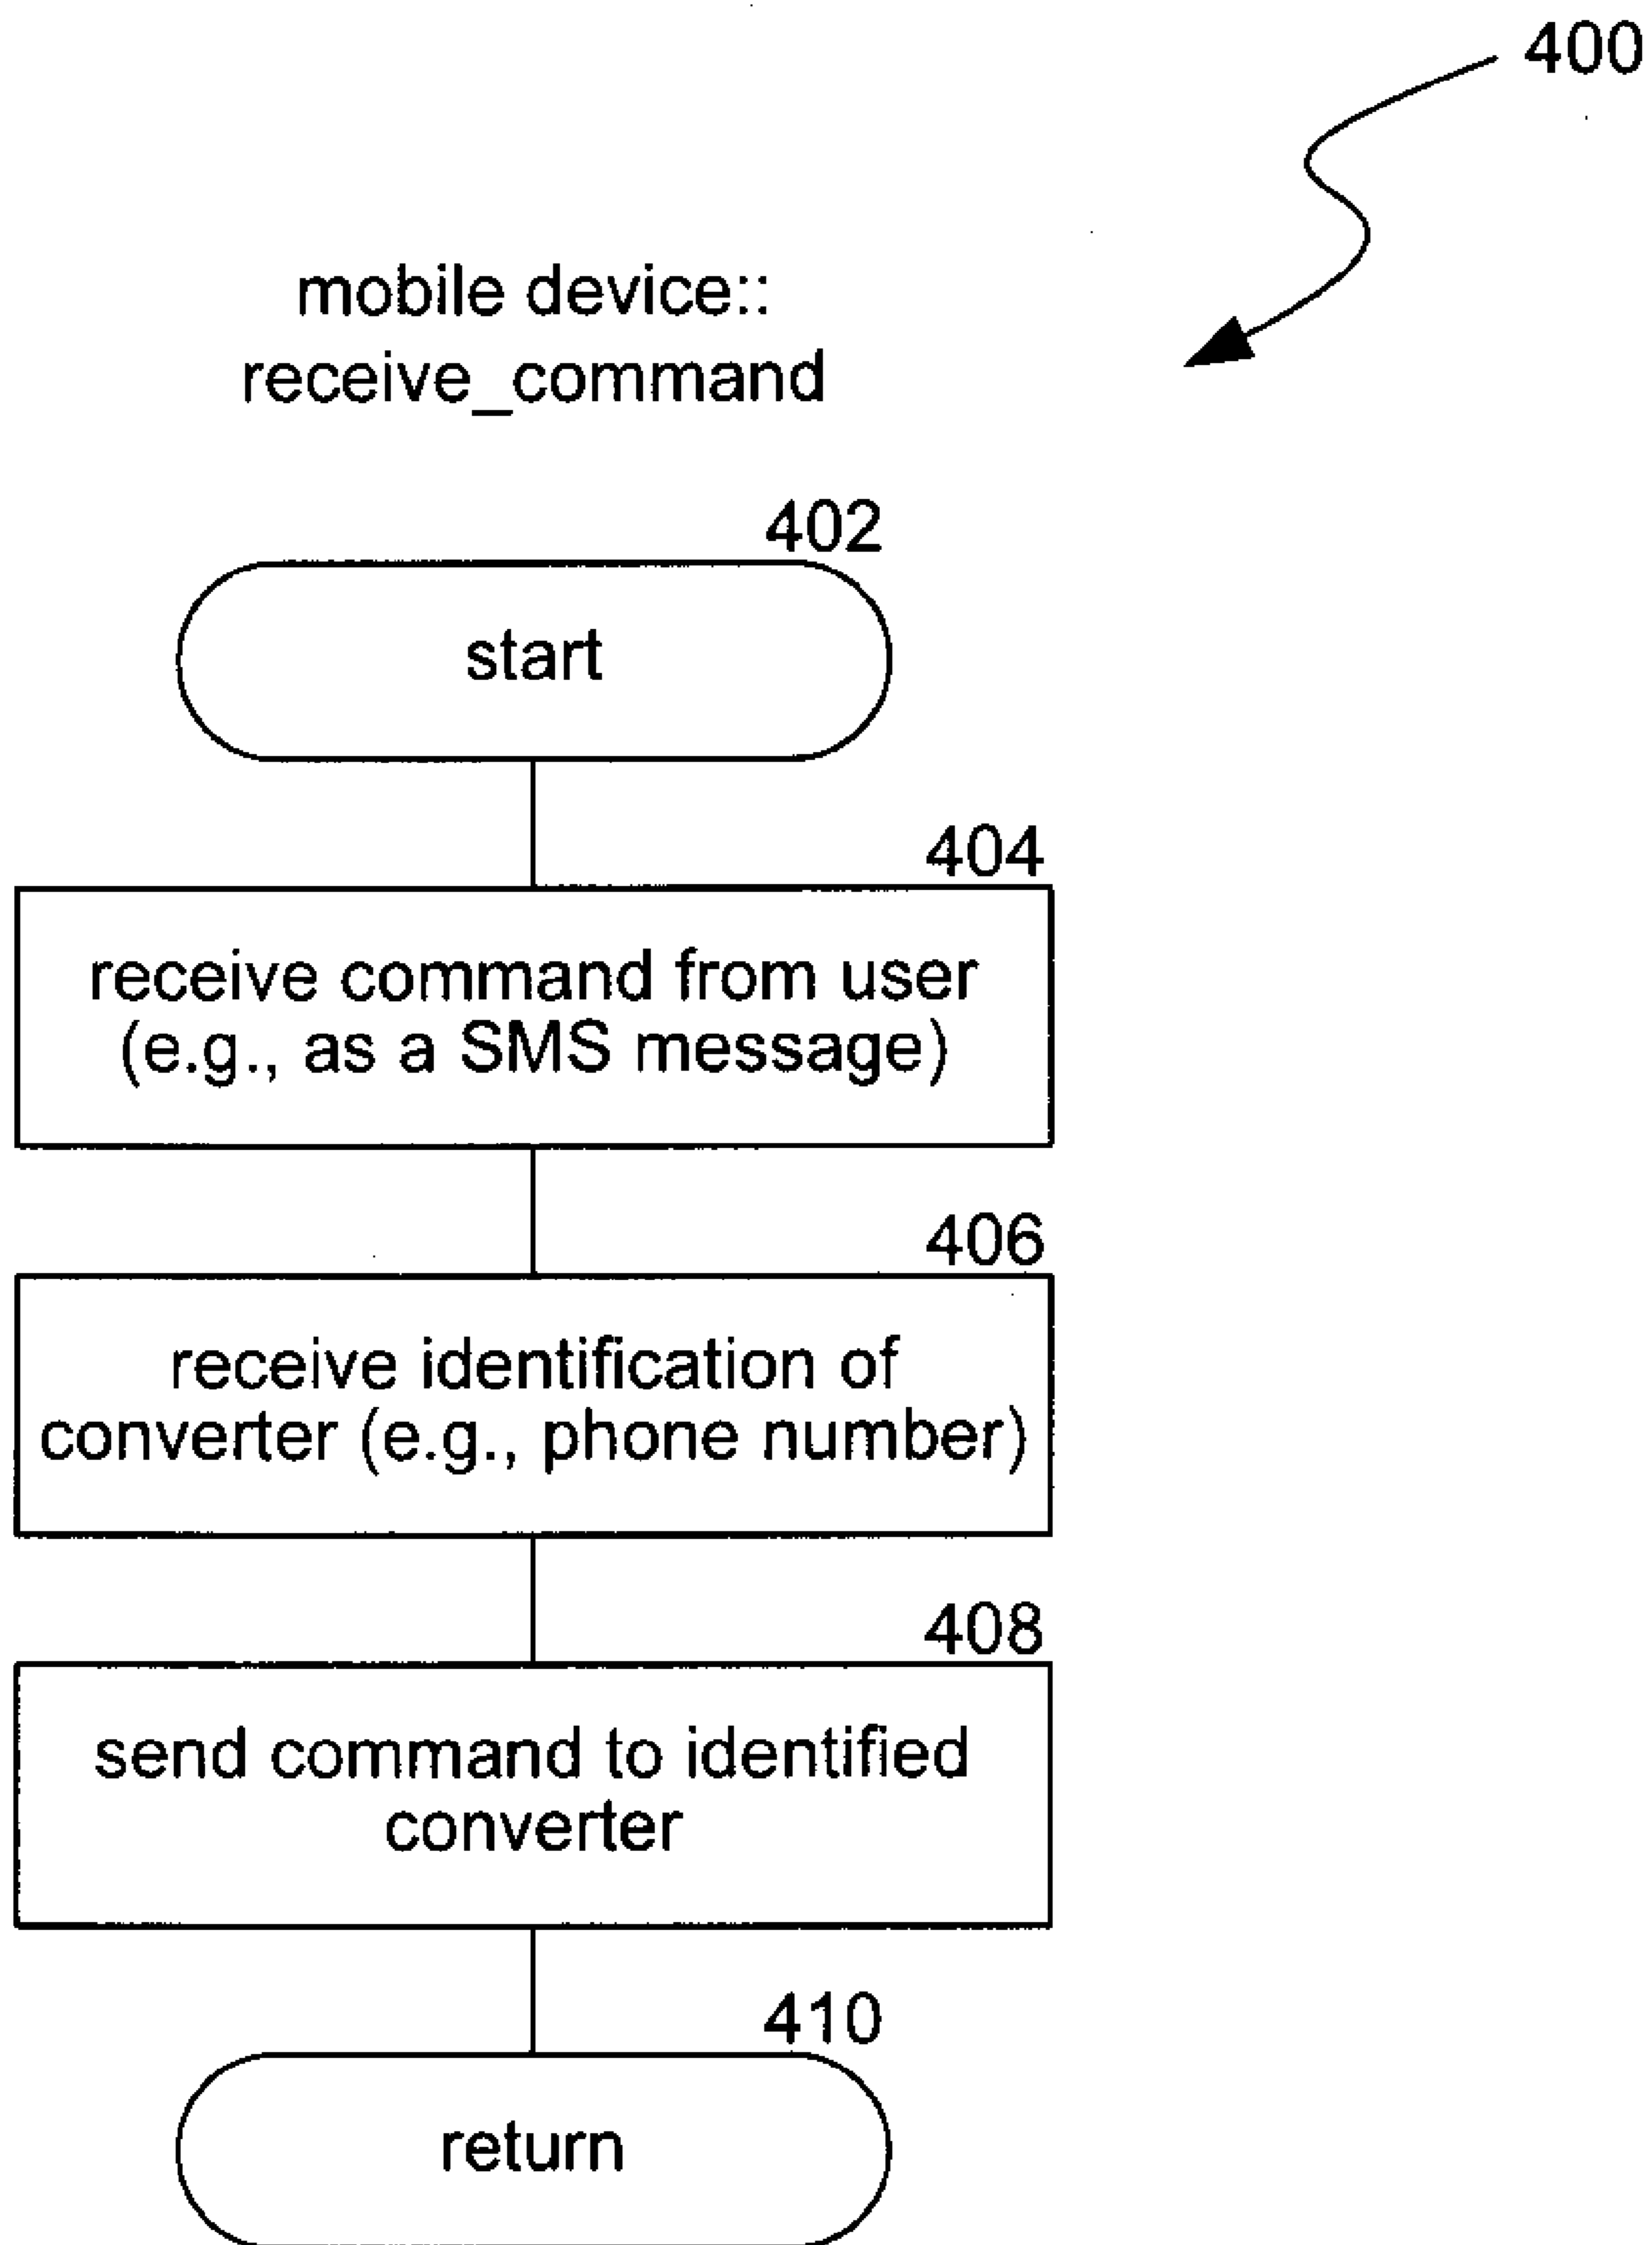 400
mobile device::
receive_command
402
start
404
receive command from user
(e.g., as a SMS message)
406
receive identification of
converter (e.g., phone number)
408
send command to identified
converter
410
return